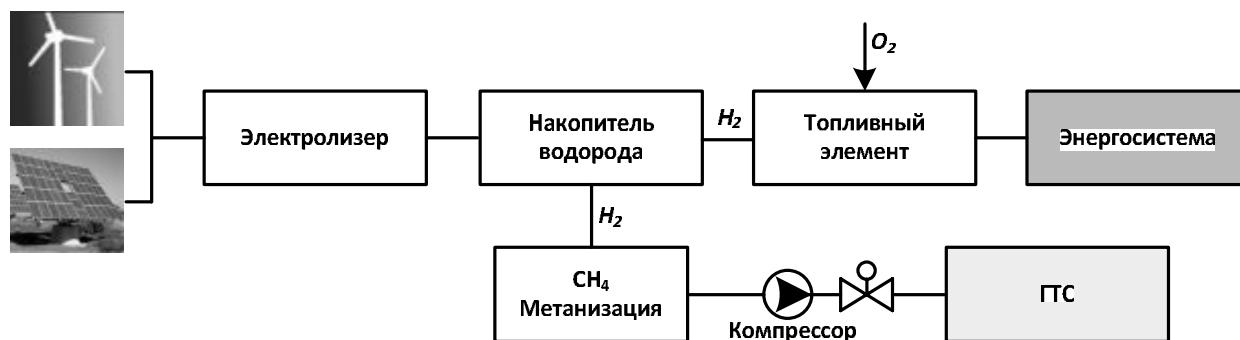 O2
Электролизер
Накопитель
водорода
H2
Топливный
элемент
Энергосистема
H2
CH4
Метанизация
Компрессор
ГТС